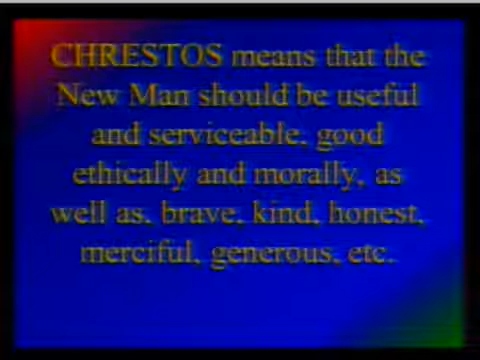 CHRESTOS means that the
New Man should be useful
and serviceable. good
ethically and morally, as
well as. brave, kind, honest,
merciful, generous, etc.